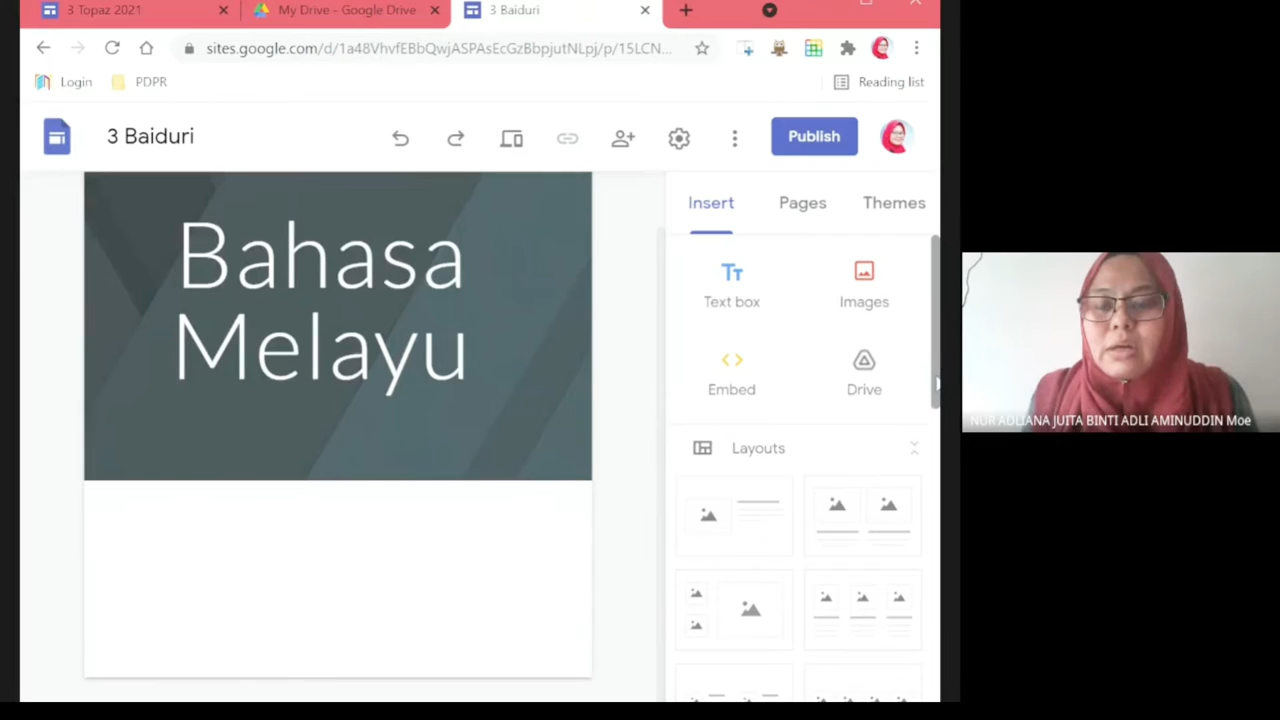 3 Topaz 2021
My Drive - Google Drive
3 Baiduri
sites.google.com/d/1a48VhvfEBbQwjASPAsEcGzBbpjutNLpj/p/15LCN...
Login
PDPR
Reading list
3 Baiduri
Publish
Bahasa
Melayu
Insert
Pages
Themes
Text box
Images
Embed
Drive
Layouts
NUR ADLIANA JUITA BINTI ADLI AMINUDDIN Moe